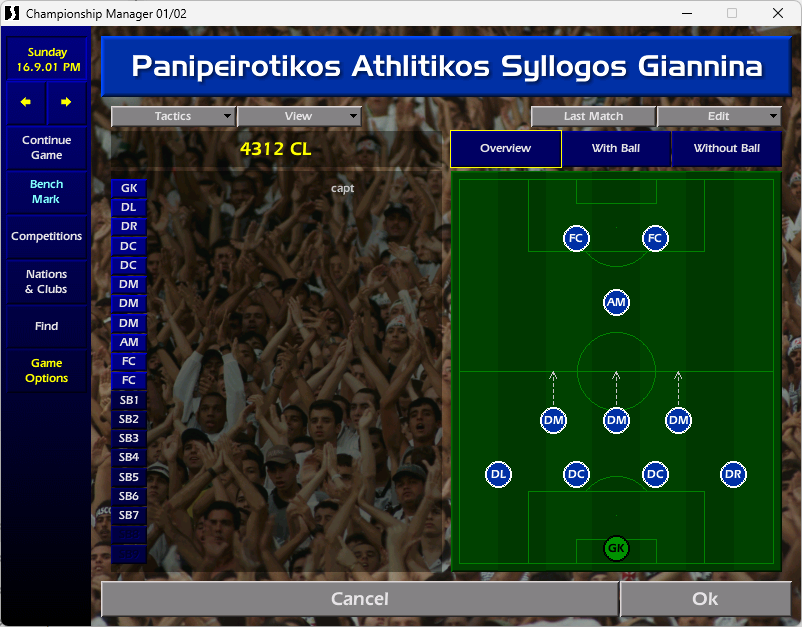 Championship Manager 01/02
Sunday
16.9.01 PM
Panipeirotikos Athlitikos Syllogos Giannina
Continue
Game
Bench
Mark
Competitions
Nations
& Clubs
Find
Game
Options
Tactics
View
Last Match
Edit
4312 CL
Overview
With Ball
Without Ball
GK
capt
DL
DR
DC
DC
DM
DM
DM
AM
FC
FC
SB1
SB2
SB3
SB4
SB5
SB6
SB7
FC FC
AM
DM DM DM
DL DC DC DR
GK
Cancel
Ok